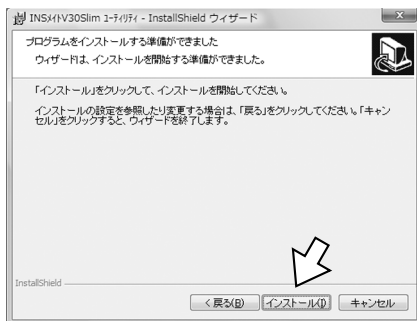 INSﾒｲﾄV30Slim ﾕｰﾃｨﾘﾃｨ - InstallShield ウィザード
プログラムをインストールする準備ができました
ウィザードは、インストールを開始する準備ができました。
「インストール」をクリックして、インストールを開始してください。
インストールの設定を参照したり変更する場合は、「戻る」をクリックしてください。「キャン
セル」をクリックすると、ウィザードを終了します。
InstallShield
< 戻る(B)
インストール(I)
キャンセル